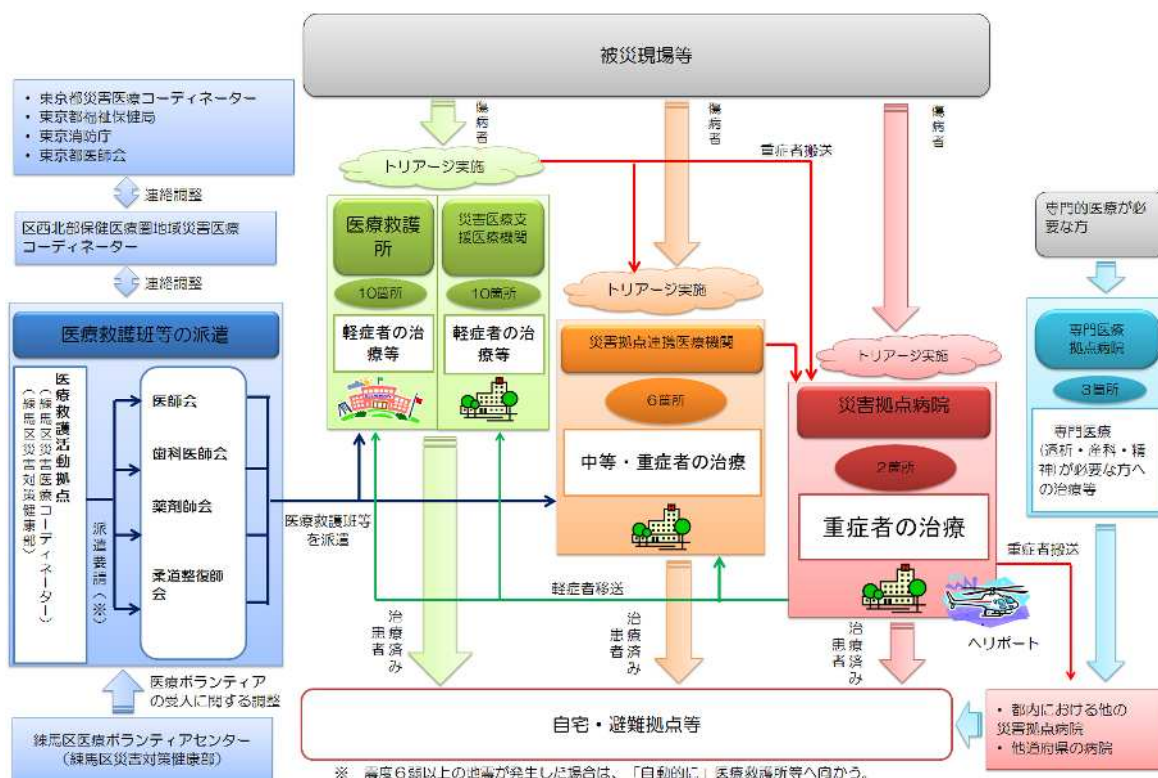 被災現場等
・ 東京都災害医療コーディネーター
・ 東京都福祉保健局
・ 東京消防庁
・ 東京都医師会
連絡調整
区西北部保健医療圏地域災害医療
コーディネーター
連絡調整
医療救護班等の派遣
医療救護活動拠点
(練馬区災害医療コーディネーター)
(練馬区災害対策健康部)
派遣要請(※)
医師会
歯科医師会
薬剤師会
柔道整復師
会
医療ボランティア
の受入に関する調整
練馬区医療ボランティアセンター
(練馬区災害対策健康部)
医療救護班等
を派遣
傷病者
トリアージ実施
医療救護
所
10箇所
軽症者の治
療等
災害医療支
援医療機関
10箇所
軽症者の治
療等
治療済み
患者
傷病者
重症者搬送
トリアージ実施
災害拠点連携医療機関
6箇所
中等・重症者の治療
軽症者移送
治療済み
患者
傷病者
トリアージ実施
災害拠点病院
2箇所
重症者の治療
重症者搬送
ヘリポート
治療済み
患者
専門的医療が必
要な方
専門医療
拠点病院
3箇所
専門医療
(透析・産科・精
神)が必要な方へ
の治療等
・ 都内における他の
災害拠点病院
・ 他道府県の病院
自宅・避難拠点等
※ 震度6弱以上の地震が発生した場合は、「自動的に」医療救護所等へ向かう。